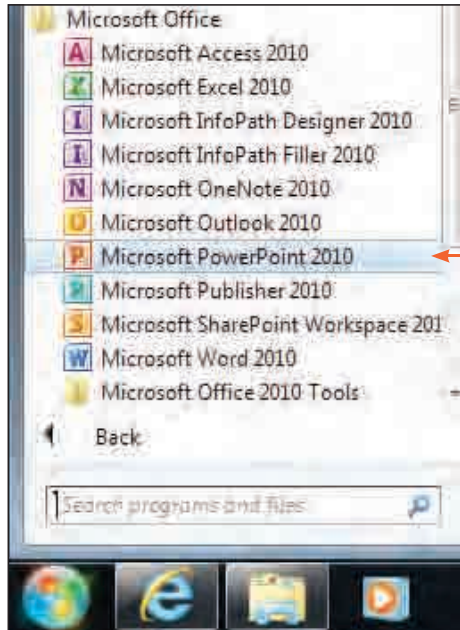 Microsoft Office
Microsoft Access 2010
Microsoft Excel 2010
Microsoft InfoPath Designer 2010
Microsoft InfoPath Filler 2010
Microsoft OneNote 2010
Microsoft Outlook 2010
Microsoft PowerPoint 2010
Microsoft Publisher 2010
Microsoft SharePoint Workspace 201
Microsoft Word 2010
Microsoft Office 2010 Tools
Back
Search programs and files